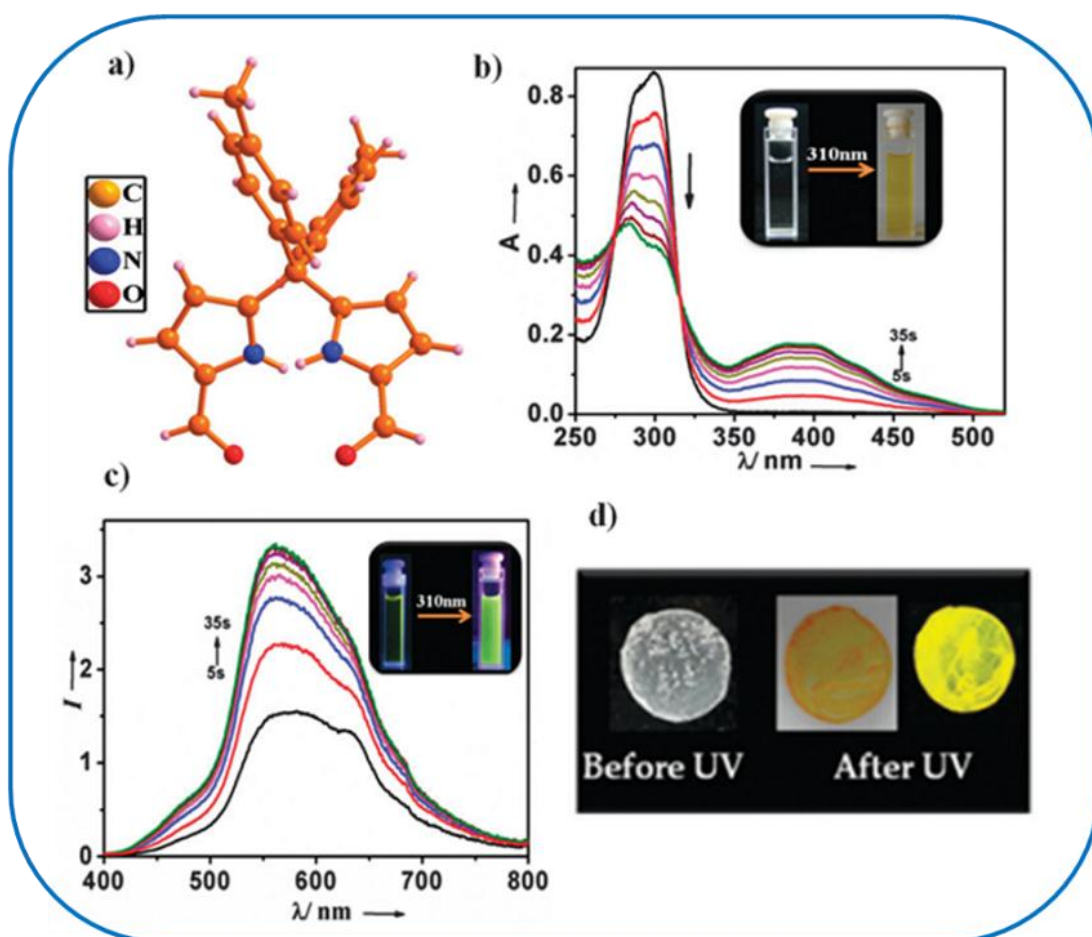 a)
C
H
N
O
b)
0.8
0.6
0.4
0.2
0.0
A
310nm
35s
5s
250 300 350 400 450 500
λ/ nm
c)
3
2
1
0
I
310nm
35s
5s
400 500 600 700 800
λ/ nm
d)
Before UV
After UV